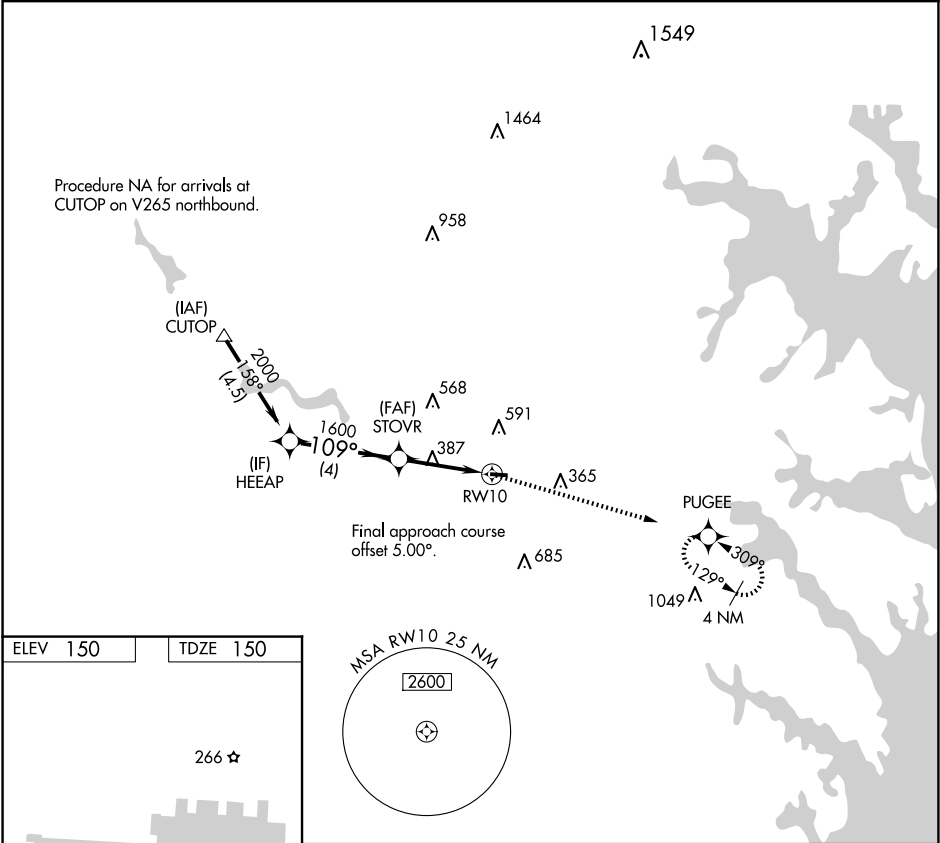 1549
1464
Procedure NA for arrivals at
CUTOP on V265 northbound.
958
(IAF)
CUTOP
2000
158°
(4.5)
568
(FAF)
STOVR
591
1600
109°
(4)
387
(IF)
HEEAP
RW10
365
PUGEE
Final approach course
offset 5.00°.
685
309°
129°
1049
4 NM
ELEV 150
TDZE 150
MSA RW10 25 NM
2600
266